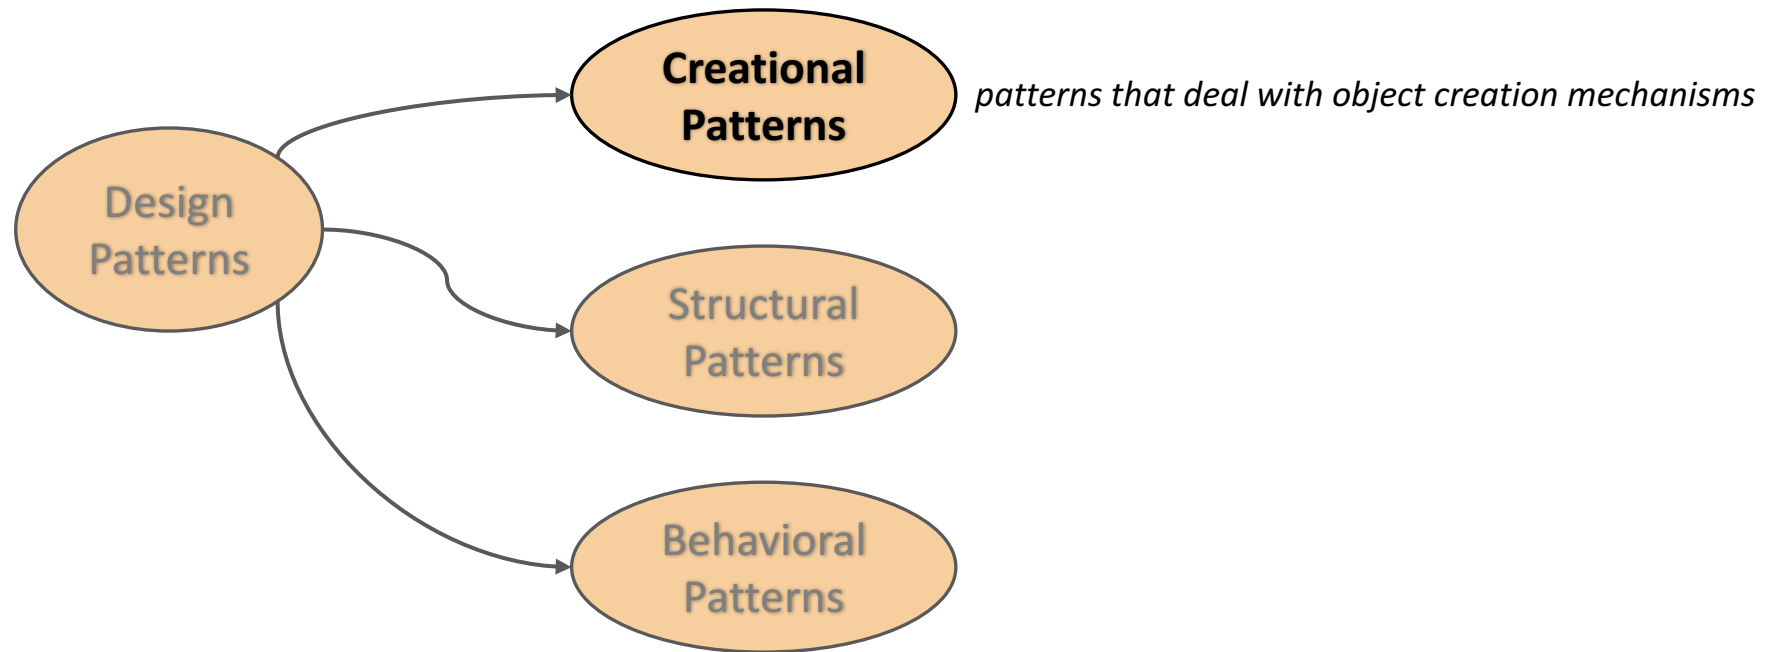 Creational
Patterns
patterns that deal with object creation mechanisms
Design
Patterns
Structural
Patterns
Behavioral
Patterns